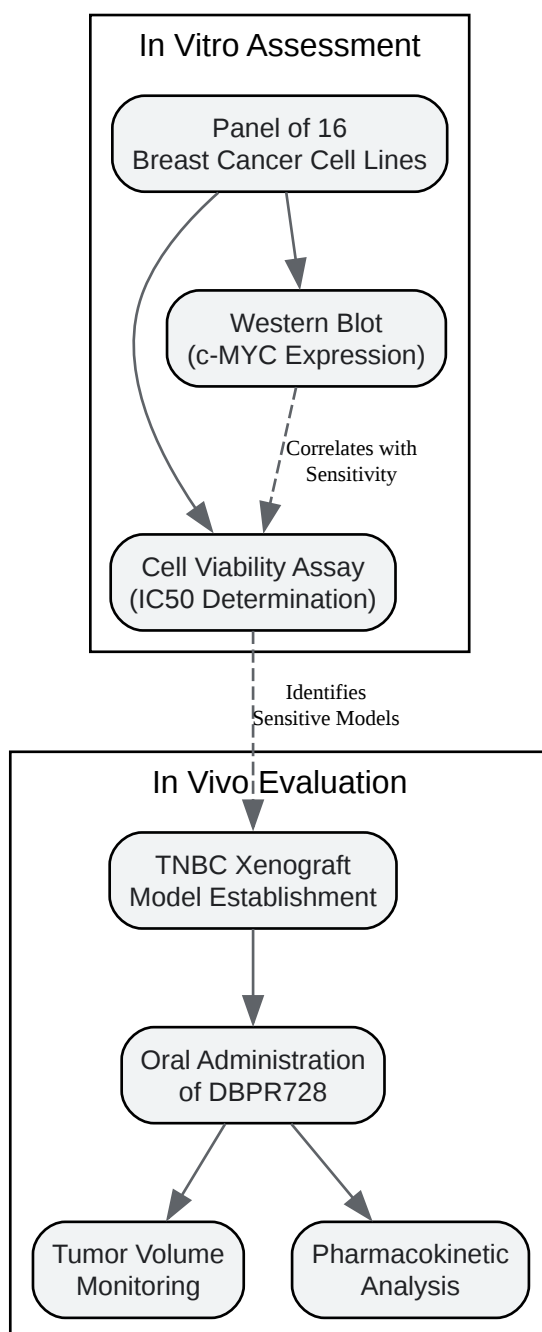 In Vitro Assessment
Panel of 16
Breast Cancer Cell Lines
Western Blot
(c-MYC Expression)
Correlates with
Sensitivity
Cell Viability Assay
(IC50 Determination)
Identifies
Sensitive Models
In Vivo Evaluation
TNBC Xenograft
Model Establishment
Oral Administration
of DBPR728
Tumor Volume
Monitoring
Pharmacokinetic
Analysis